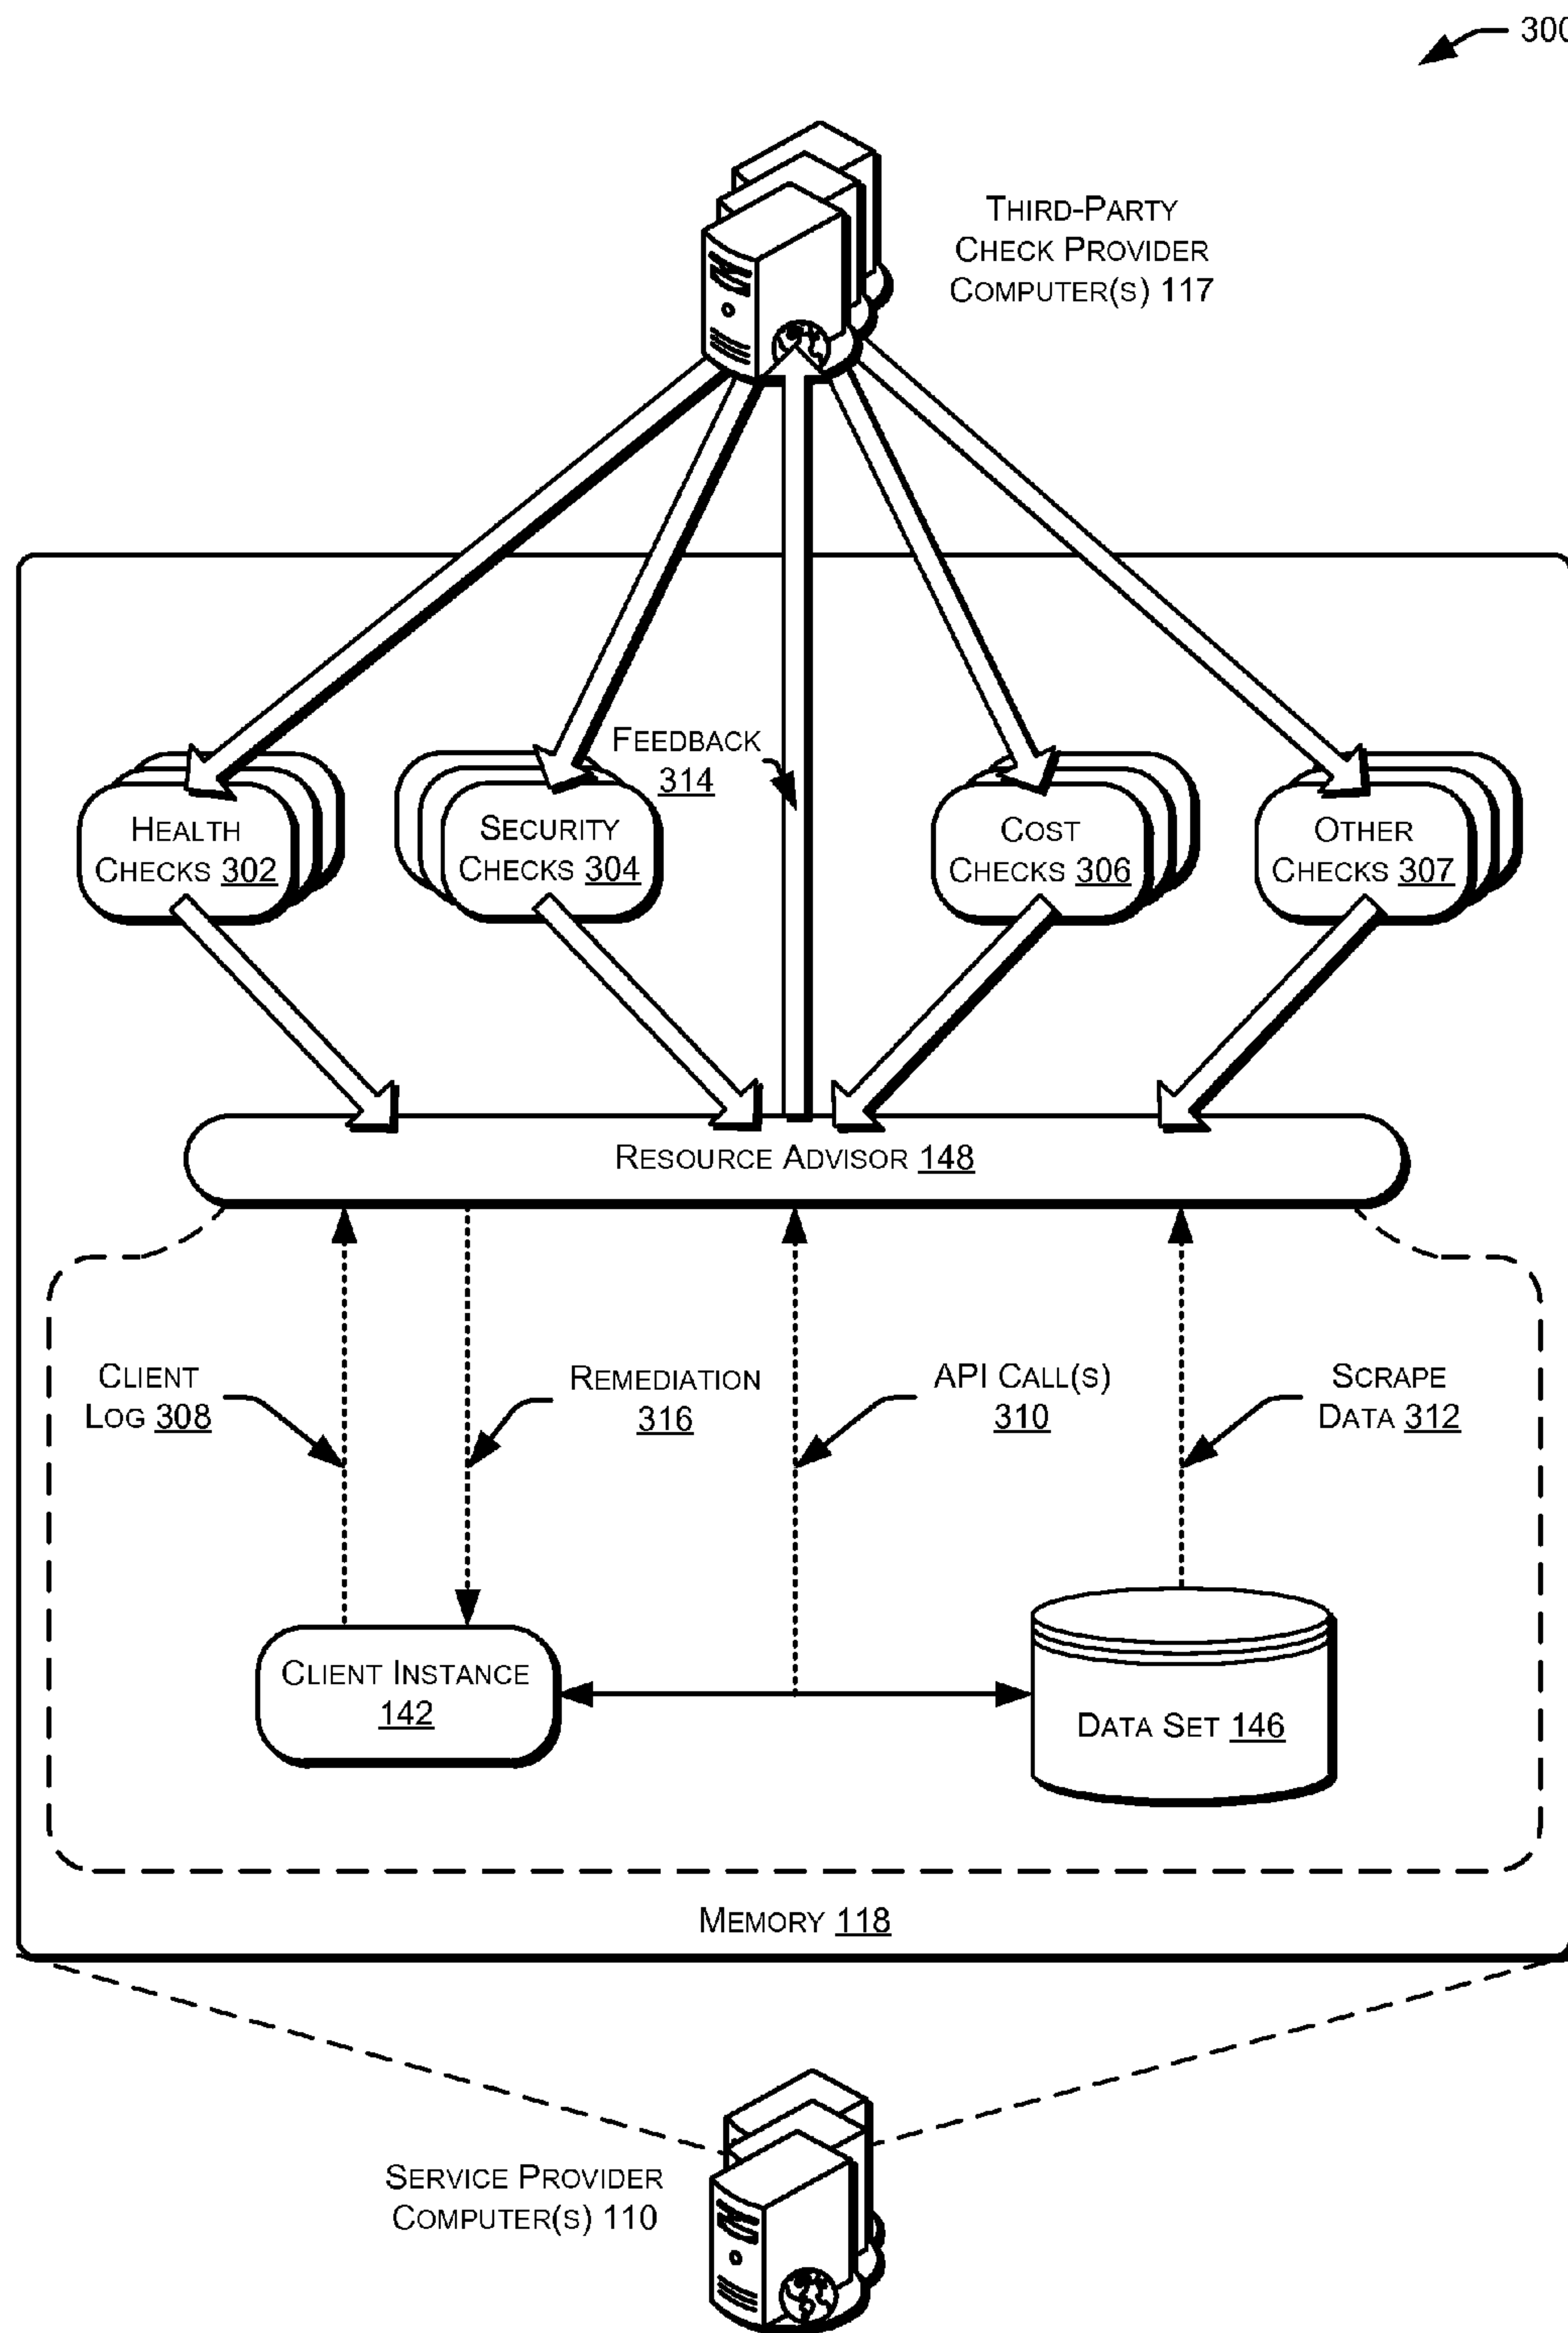 300
THIRD-PARTY
CHECK PROVIDER
COMPUTER(S) 117
FEEDBACK
314
HEALTH
CHECKS 302
SECURITY
CHECKS 304
COST
CHECKS 306
OTHER
CHECKS 307
RESOURCE ADVISOR 148
CLIENT
LOG 308
REMEDIATION
316
API CALL(S)
310
SCRAPE
DATA 312
CLIENT INSTANCE
142
DATA SET 146
MEMORY 118
SERVICE PROVIDER
COMPUTER(S) 110